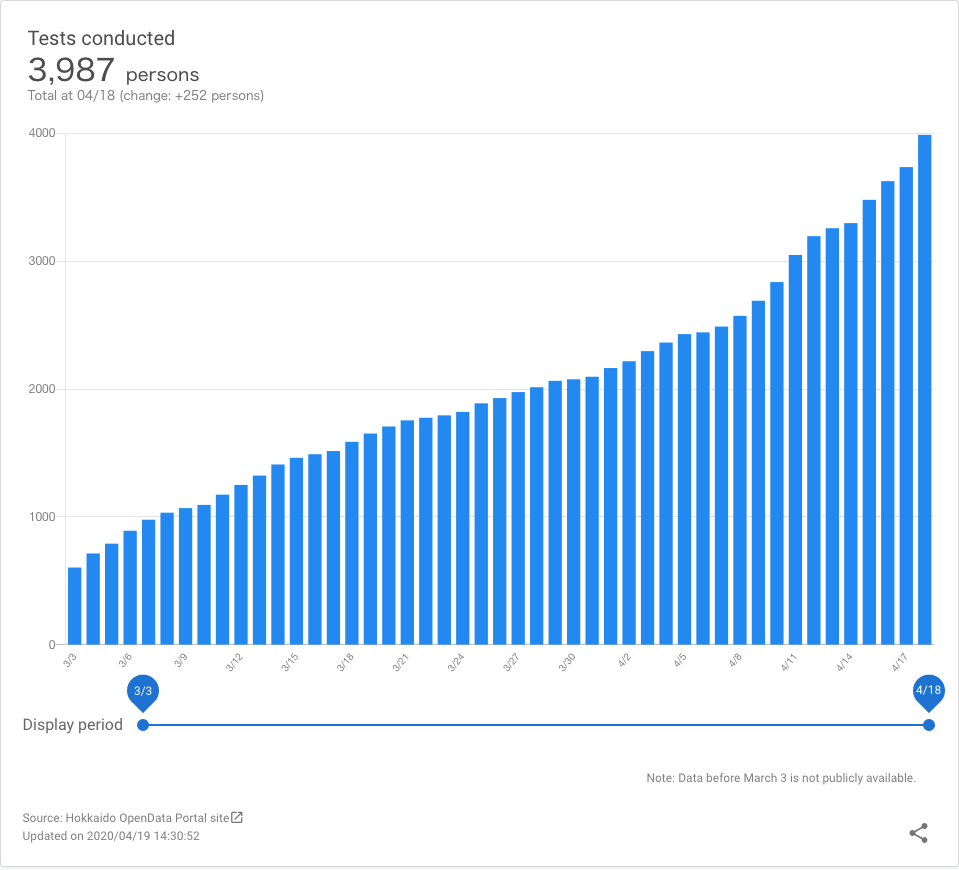 Tests conducted
3,987 persons
Total at 04/18 (change: +252 persons)
4000
3000
2000
1000
0
3/3 3/6 3/9 3/12 3/15 3/18 3/21 3/24 3/27 3/30 4/2 4/5 4/8 4/11 4/14 4/17
3/3 4/18
Display period
Note: Data before March 3 is not publicly available.
Source: Hokkaido OpenData Portal site
Updated on 2020/04/19 14:30:52